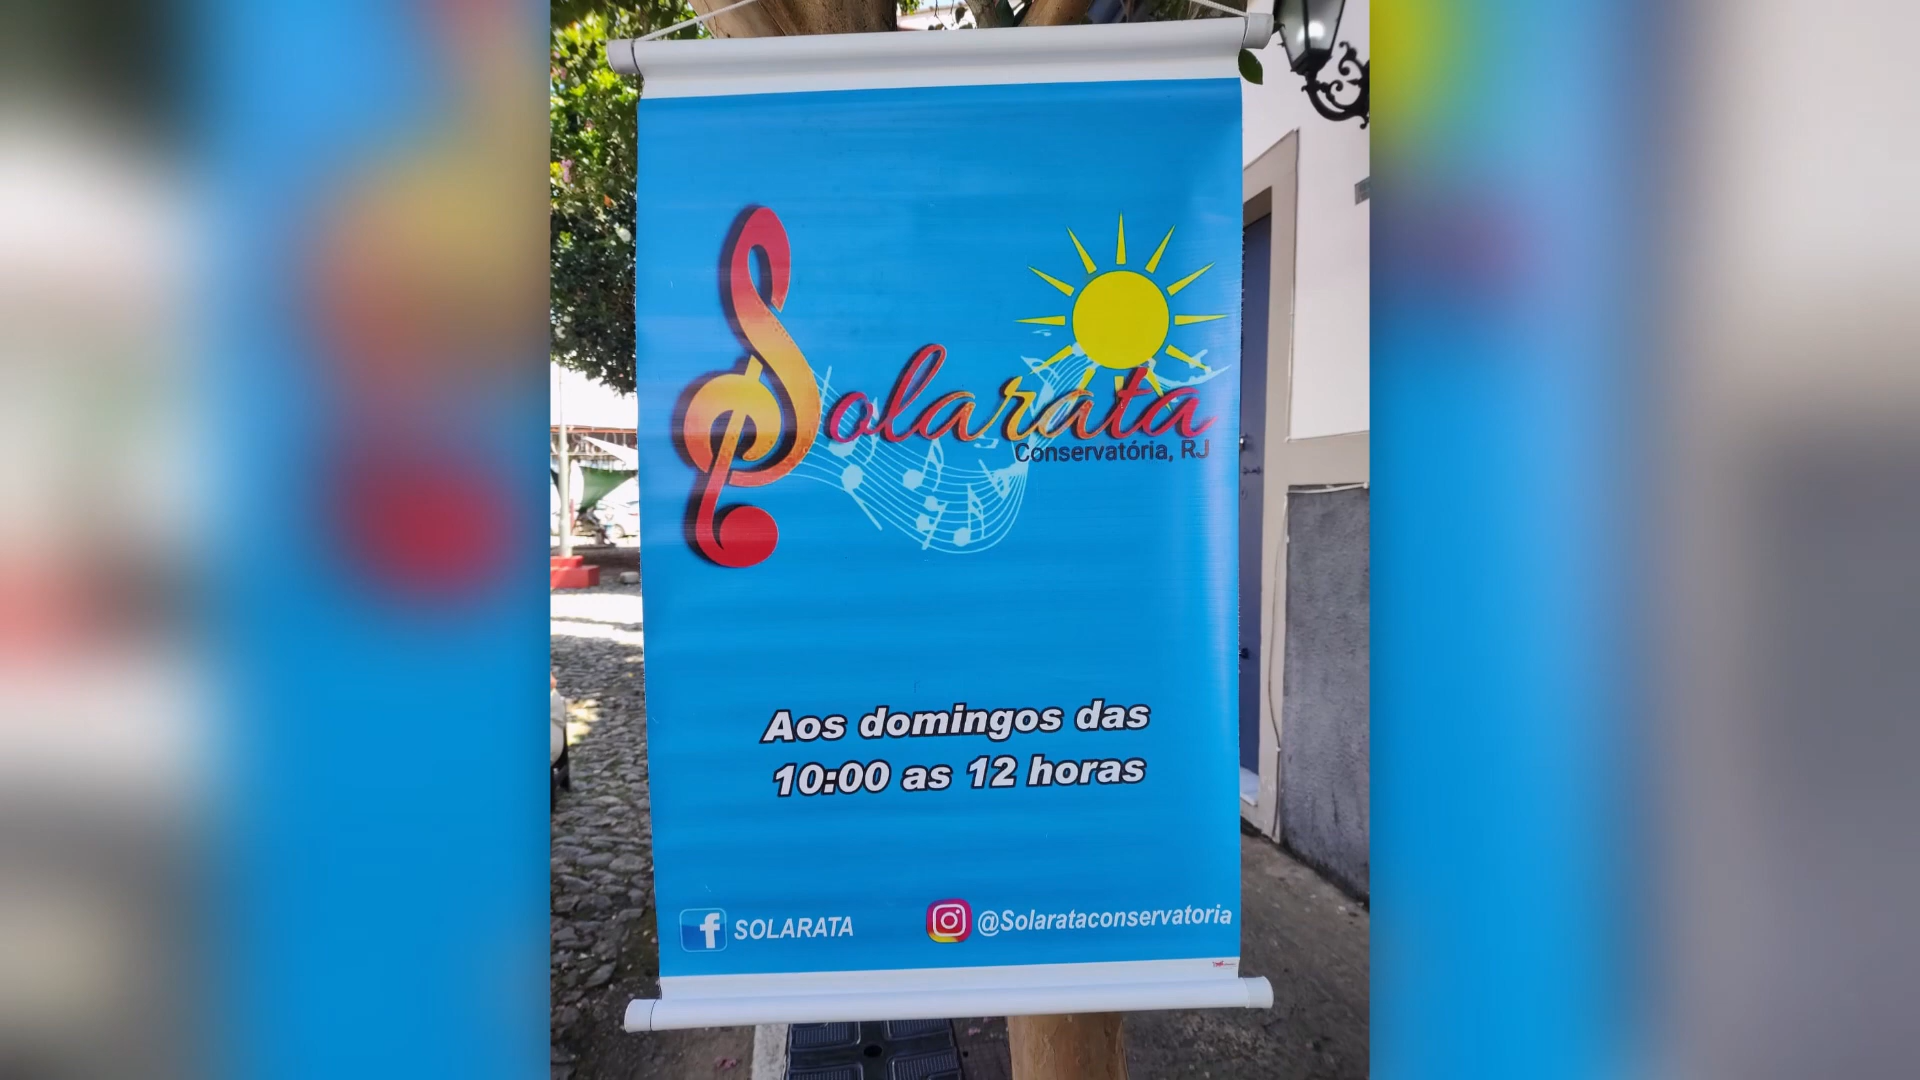 Solarata
Conservatória, RJ
Aos domingos das
10:00 as 12 horas
SOLARATA
@Solarataconservatoria